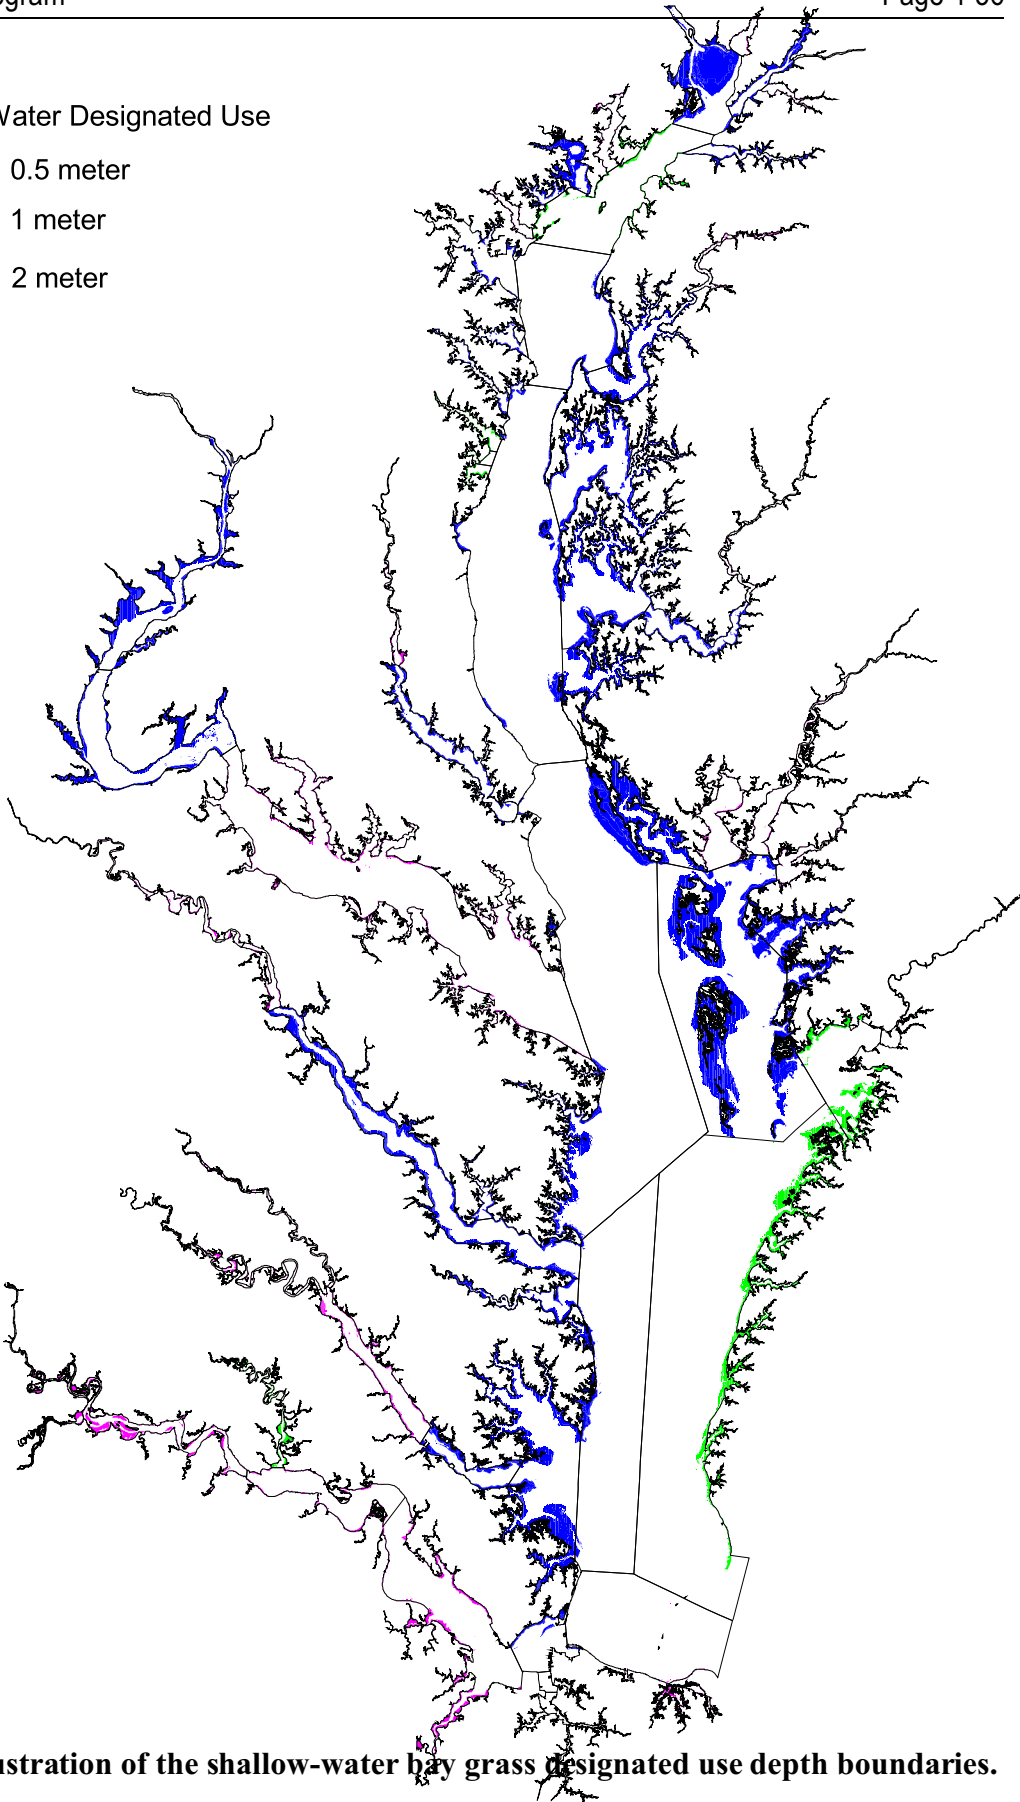 Water Designated Use
0.5 meter
1 meter
2 meter
of the shallow-water bay grass designated use depth boundaries.